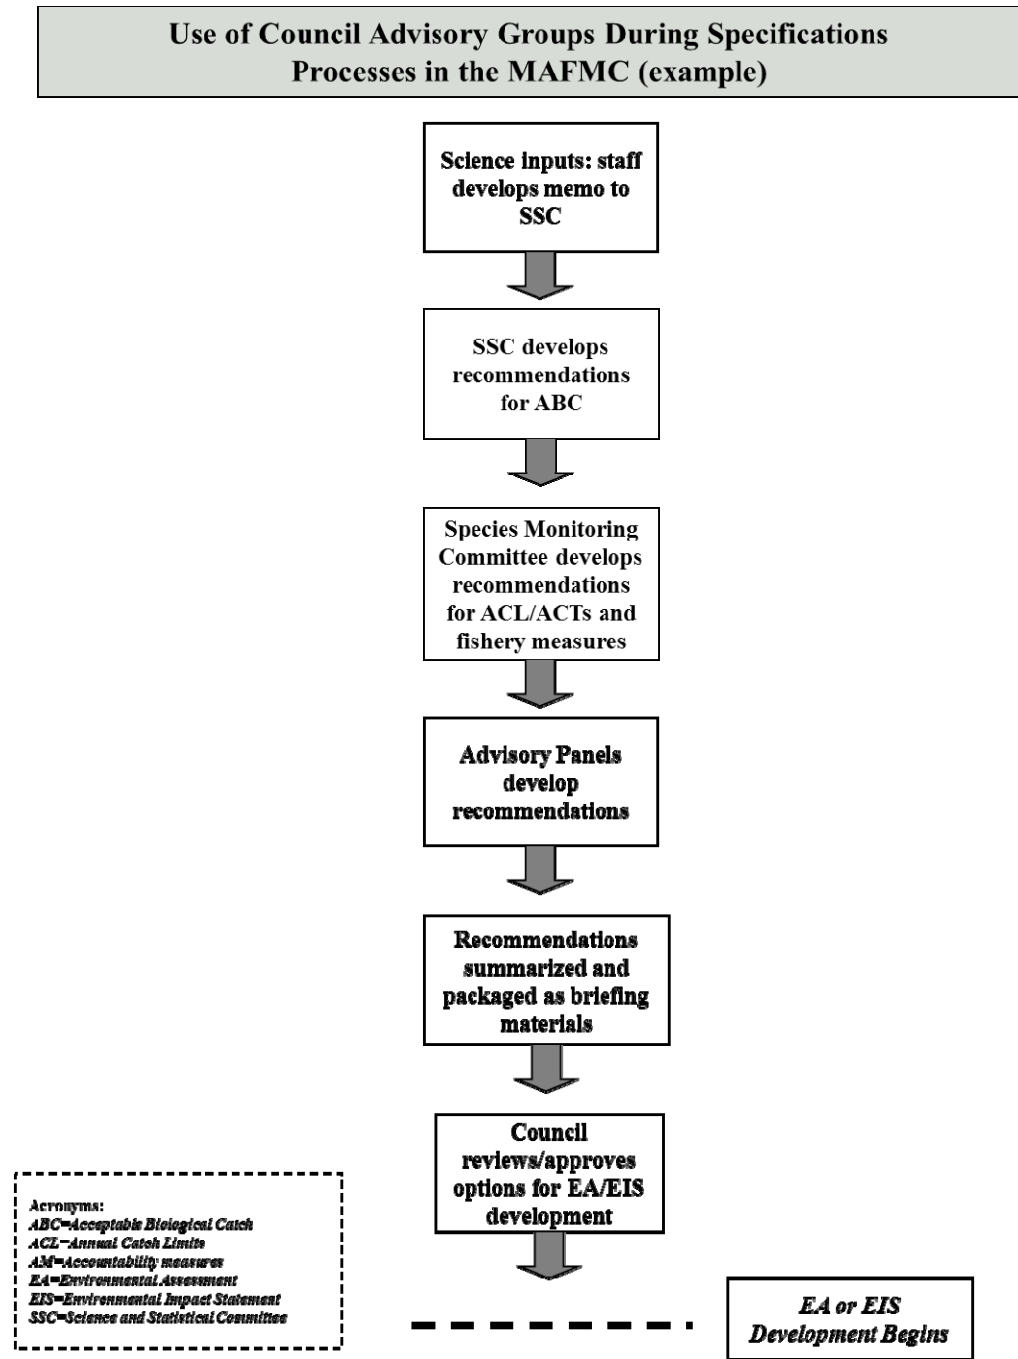 Use of Council Advisory Groups During Specifications
Processes in the MAFMC (example)
Science inputs: staff
develops memo to
SSC
SSC develops
recommendations
for ABC
Species Monitoring
Committee develops
recommendations
for ACL/ACTs and
fishery measures
Advisory Panels
develop
recommendations
Recommendations
summarized and
packaged as briefing
materials
Council
reviews/approves
options for EA/EIS
development
Acronyms:
ABC=Acceptable Biological Catch
ACL=Annual Catch Limits
AM=Accountability measures
EA=Environmental Assessment
EIS=Environmental Impact Statement
SSC=Science and Statistical Committee
EA or EIS
Development Begins